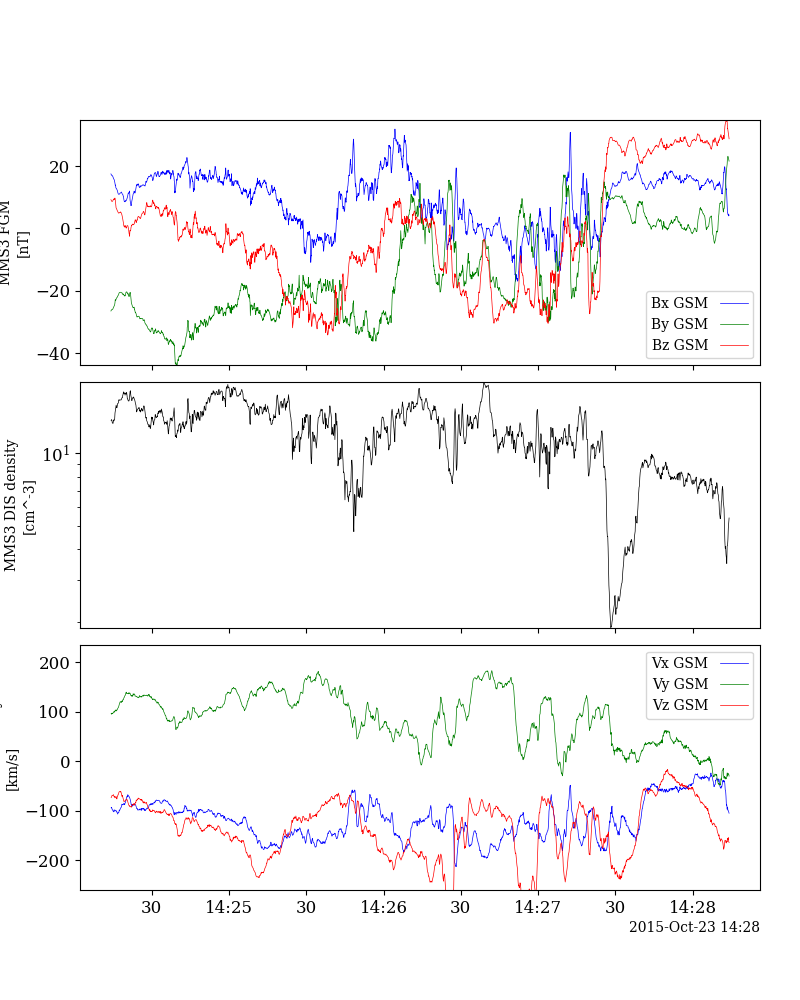 MMS3 FGM
[nT]
20
0
−20
−40
Bx GSM
By GSM
Bz GSM
MMS3 DIS density
[cm^-3]
10^1
[km/s]
200
100
0
−100
−200
Vx GSM
Vy GSM
Vz GSM
30 14:25 30 14:26 30 14:27 30 14:28
2015-Oct-23 14:28